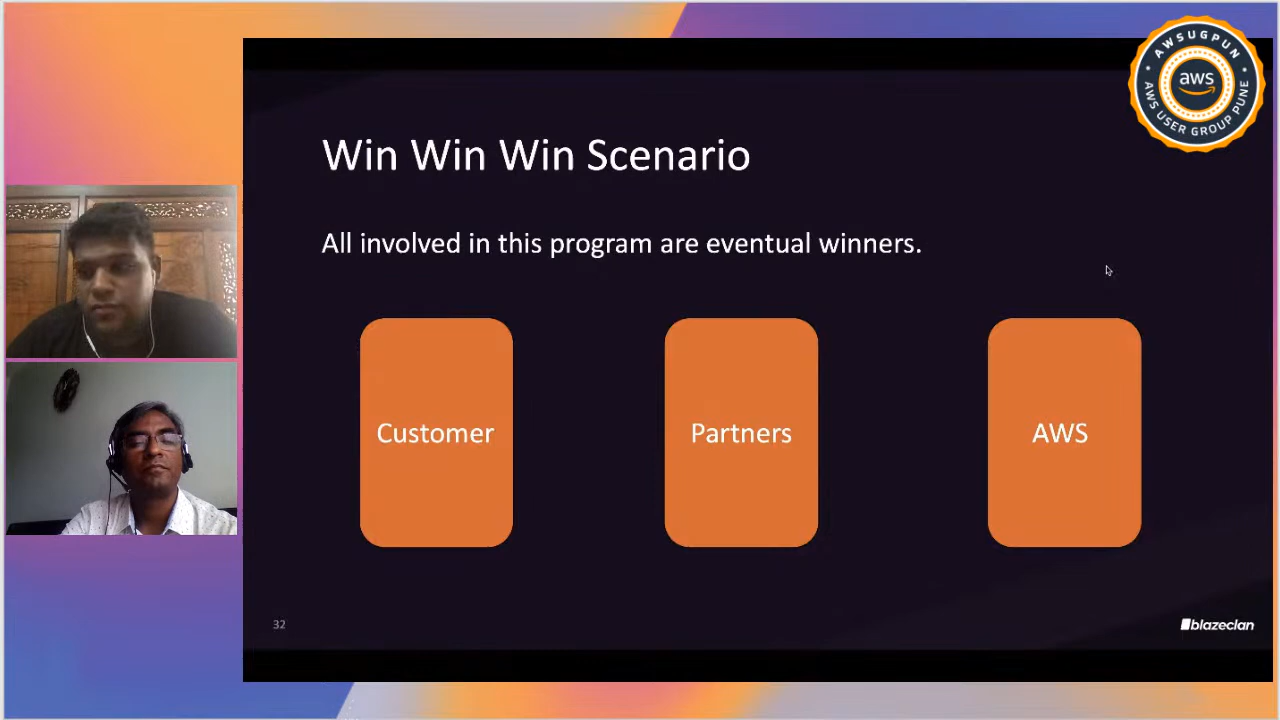 AWSUGPUN
aws
AWS USER GROUP PUNE
Win Win Win Scenario
All involved in this program are eventual winners.
Customer
Partners
AWS
32
blazeclan